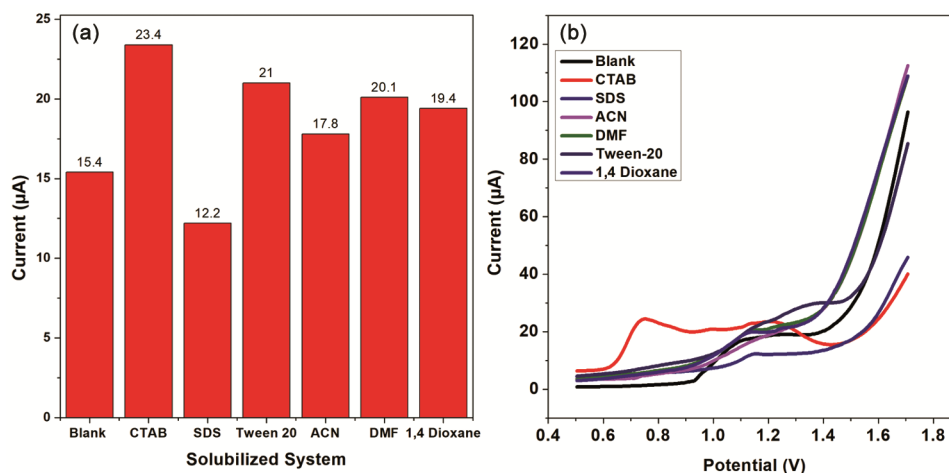 (a)
25
20
15
10
5
0
Current (µA)
15.4
23.4
12.2
21
17.8
20.1
19.4
Blank
CTAB
SDS
Tween 20
ACN
DMF
1,4 Dioxane
Solubilized System
(b)
120
100
80
60
40
20
0
Current (µA)
Blank
CTAB
SDS
ACN
DMF
Tween-20
1,4 Dioxane
0.4
0.6
0.8
1.0
1.2
1.4
1.6
1.8
Potential (V)